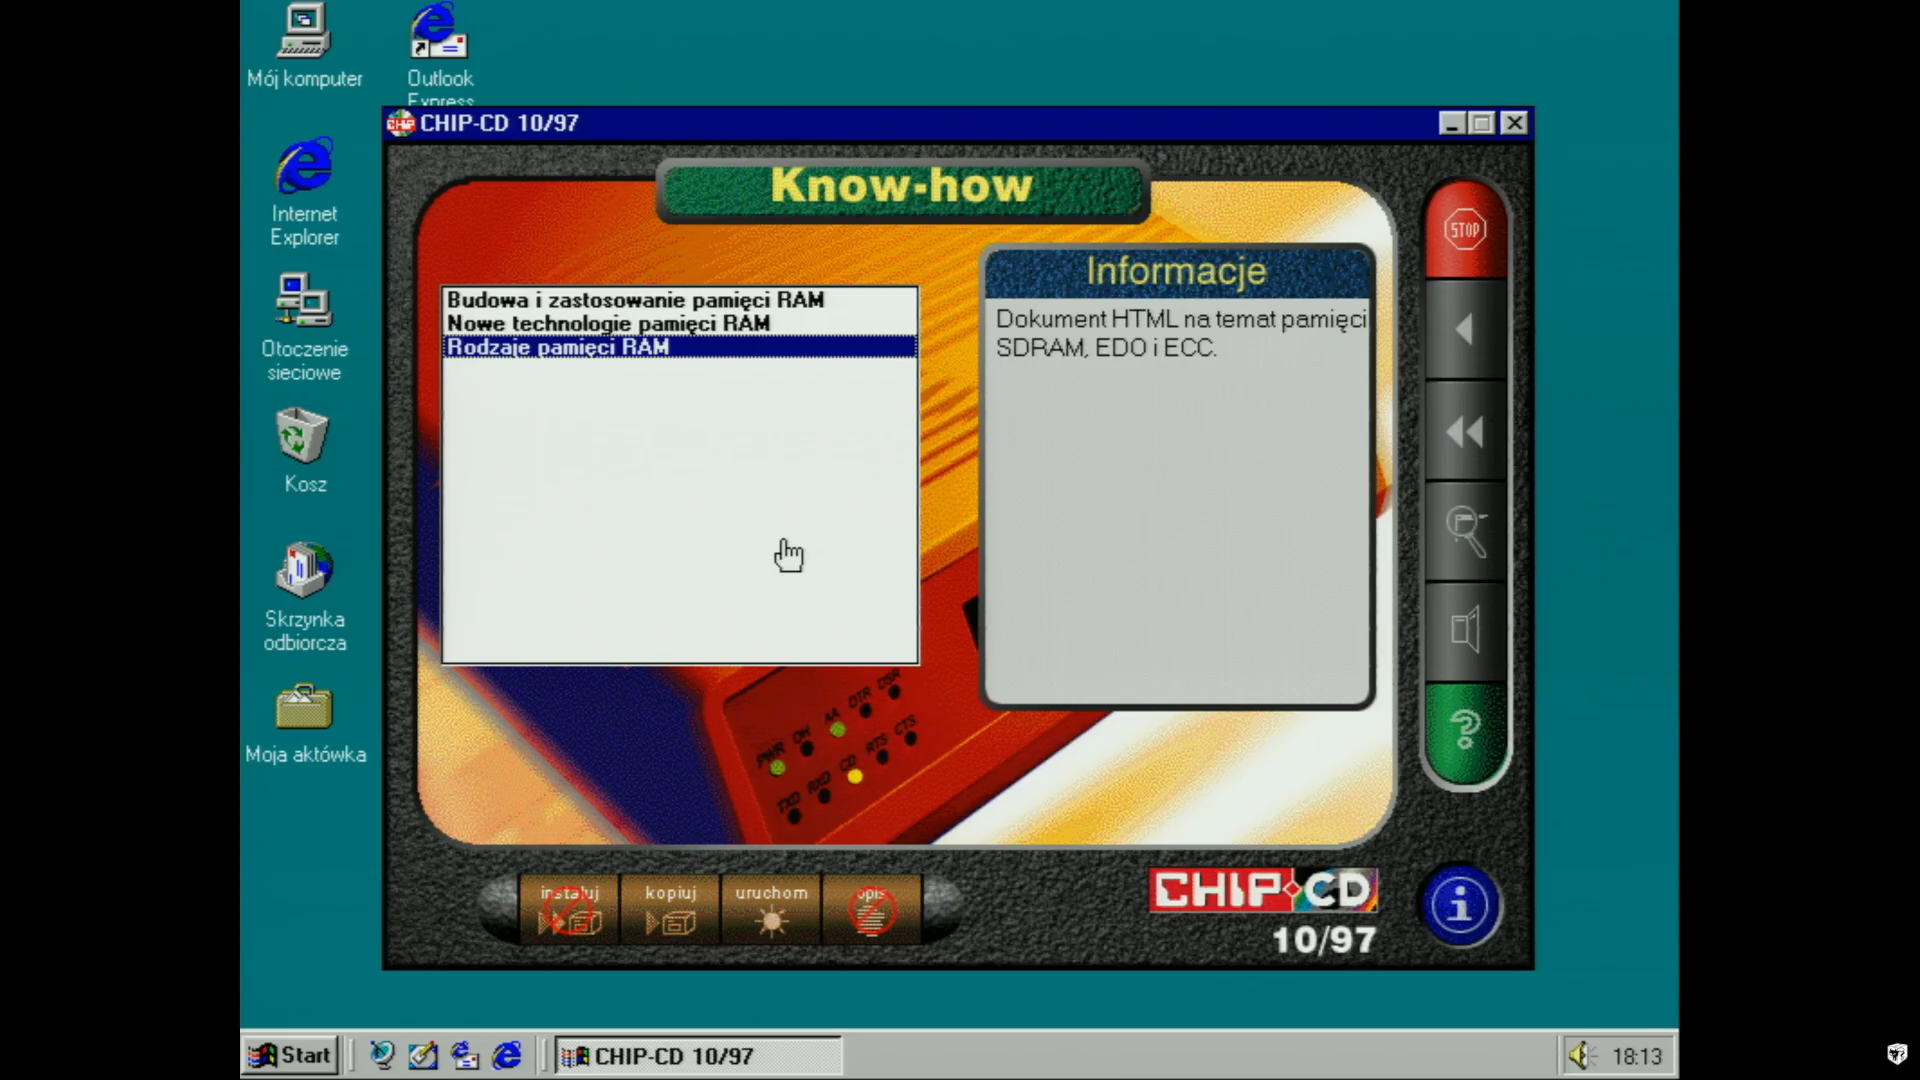 Mój komputer
Outlook
Express
CHIP-CD 10/97
Know-how
STOP
Internet
Explorer
Informacje
Budowa i zastosowanie pamięci RAM
Nowe technologie pamięci RAM
Rodzaje pamięci RAM
Dokument HTML na temat pamięci
SDRAM, EDO i ECC.
Otoczenie
sieciowe
Kosz
Skrzynka
odbiorcza
Moja aktówka
PWR OH AA DTR DSR
TXD RXD CD RTS CTS
instaluj
kopiuj
uruchom
opis
CHIP CD
10/97
Start
CHIP-CD 10/97
18:13